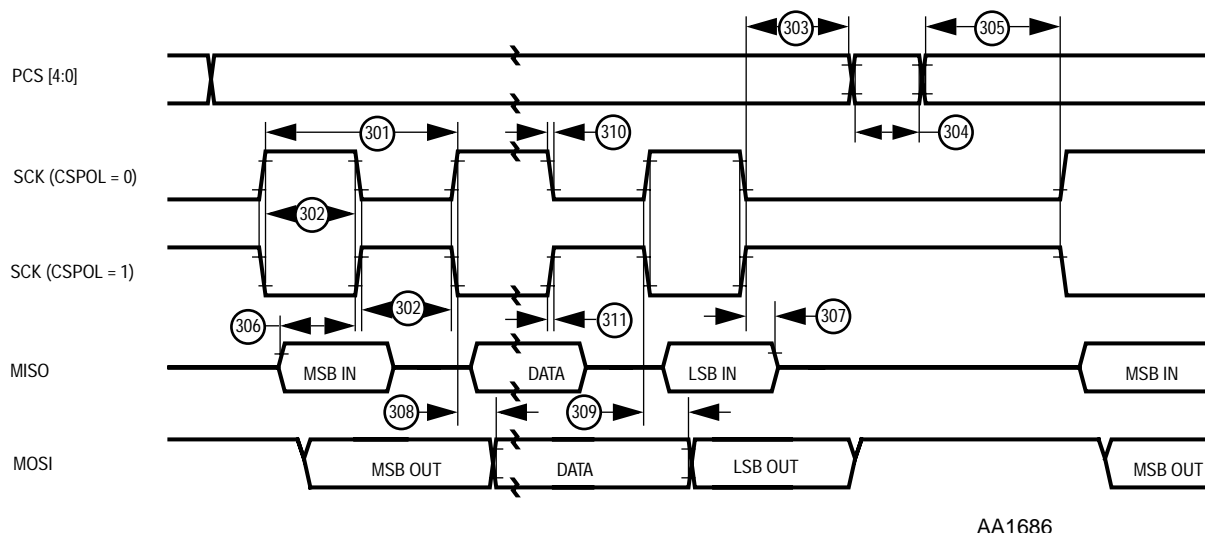 303
305
PCS [4:0]
301
310
304
SCK (CSPOL = 0)
302
SCK (CSPOL = 1)
302
306
311
307
MISO
MSB IN
DATA
LSB IN
MSB IN
308
309
MOSI
MSB OUT
DATA
LSB OUT
MSB OUT
AA1686